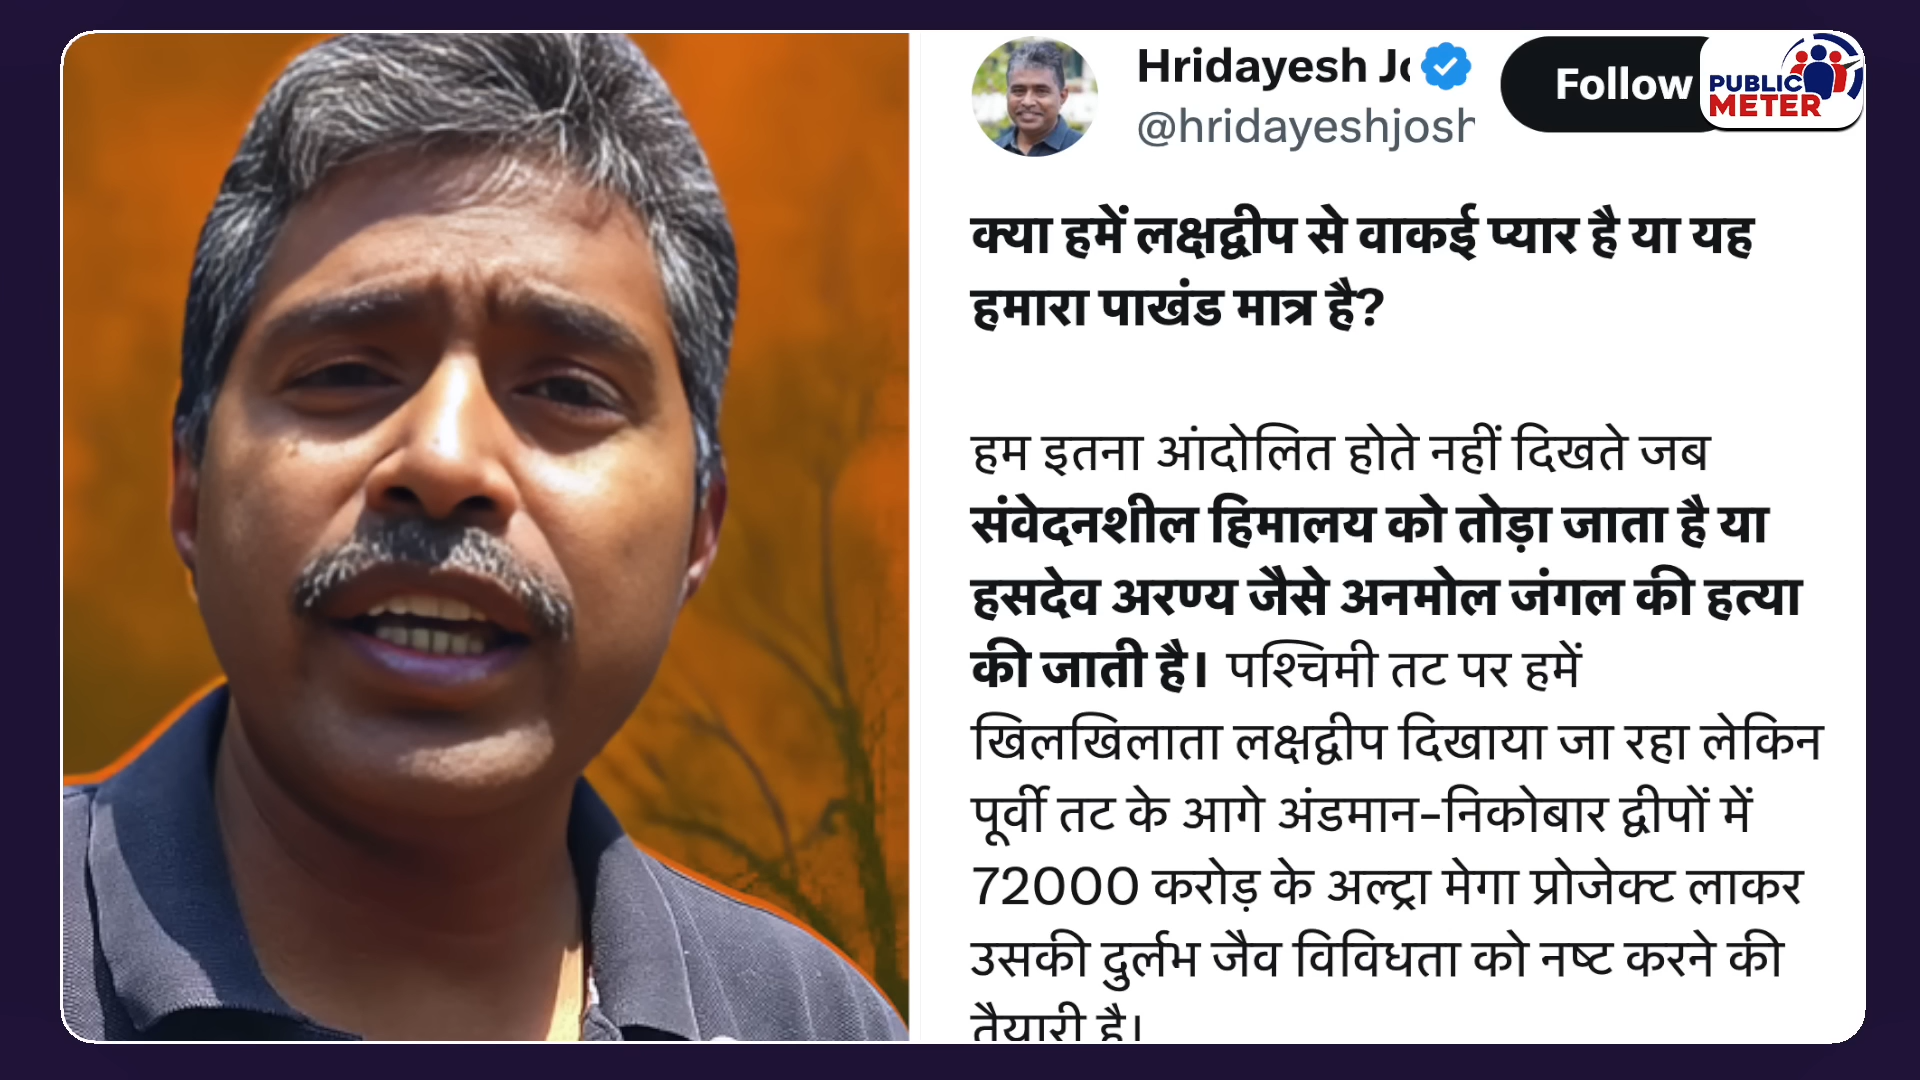 Hridayesh Jo
@hridayeshjosh
Follow
PUBLIC
METER
क्या हमें लक्षद्वीप से वाकई प्यार है या यह
हमारा पाखंड मात्र है?
हम इतना आंदोलित होते नहीं दिखते जब
संवेदनशील हिमालय को तोड़ा जाता है या
हसदेव अरण्य जैसे अनमोल जंगल की हत्या
की जाती है। पश्चिमी तट पर हमें
खिलखिलाता लक्षद्वीप दिखाया जा रहा लेकिन
पूर्वी तट के आगे अंडमान-निकोबार द्वीपों में
72000 करोड़ के अल्ट्रा मेगा प्रोजेक्ट लाकर
उसकी दुर्लभ जैव विविधता को नष्ट करने की
तैयारी है।